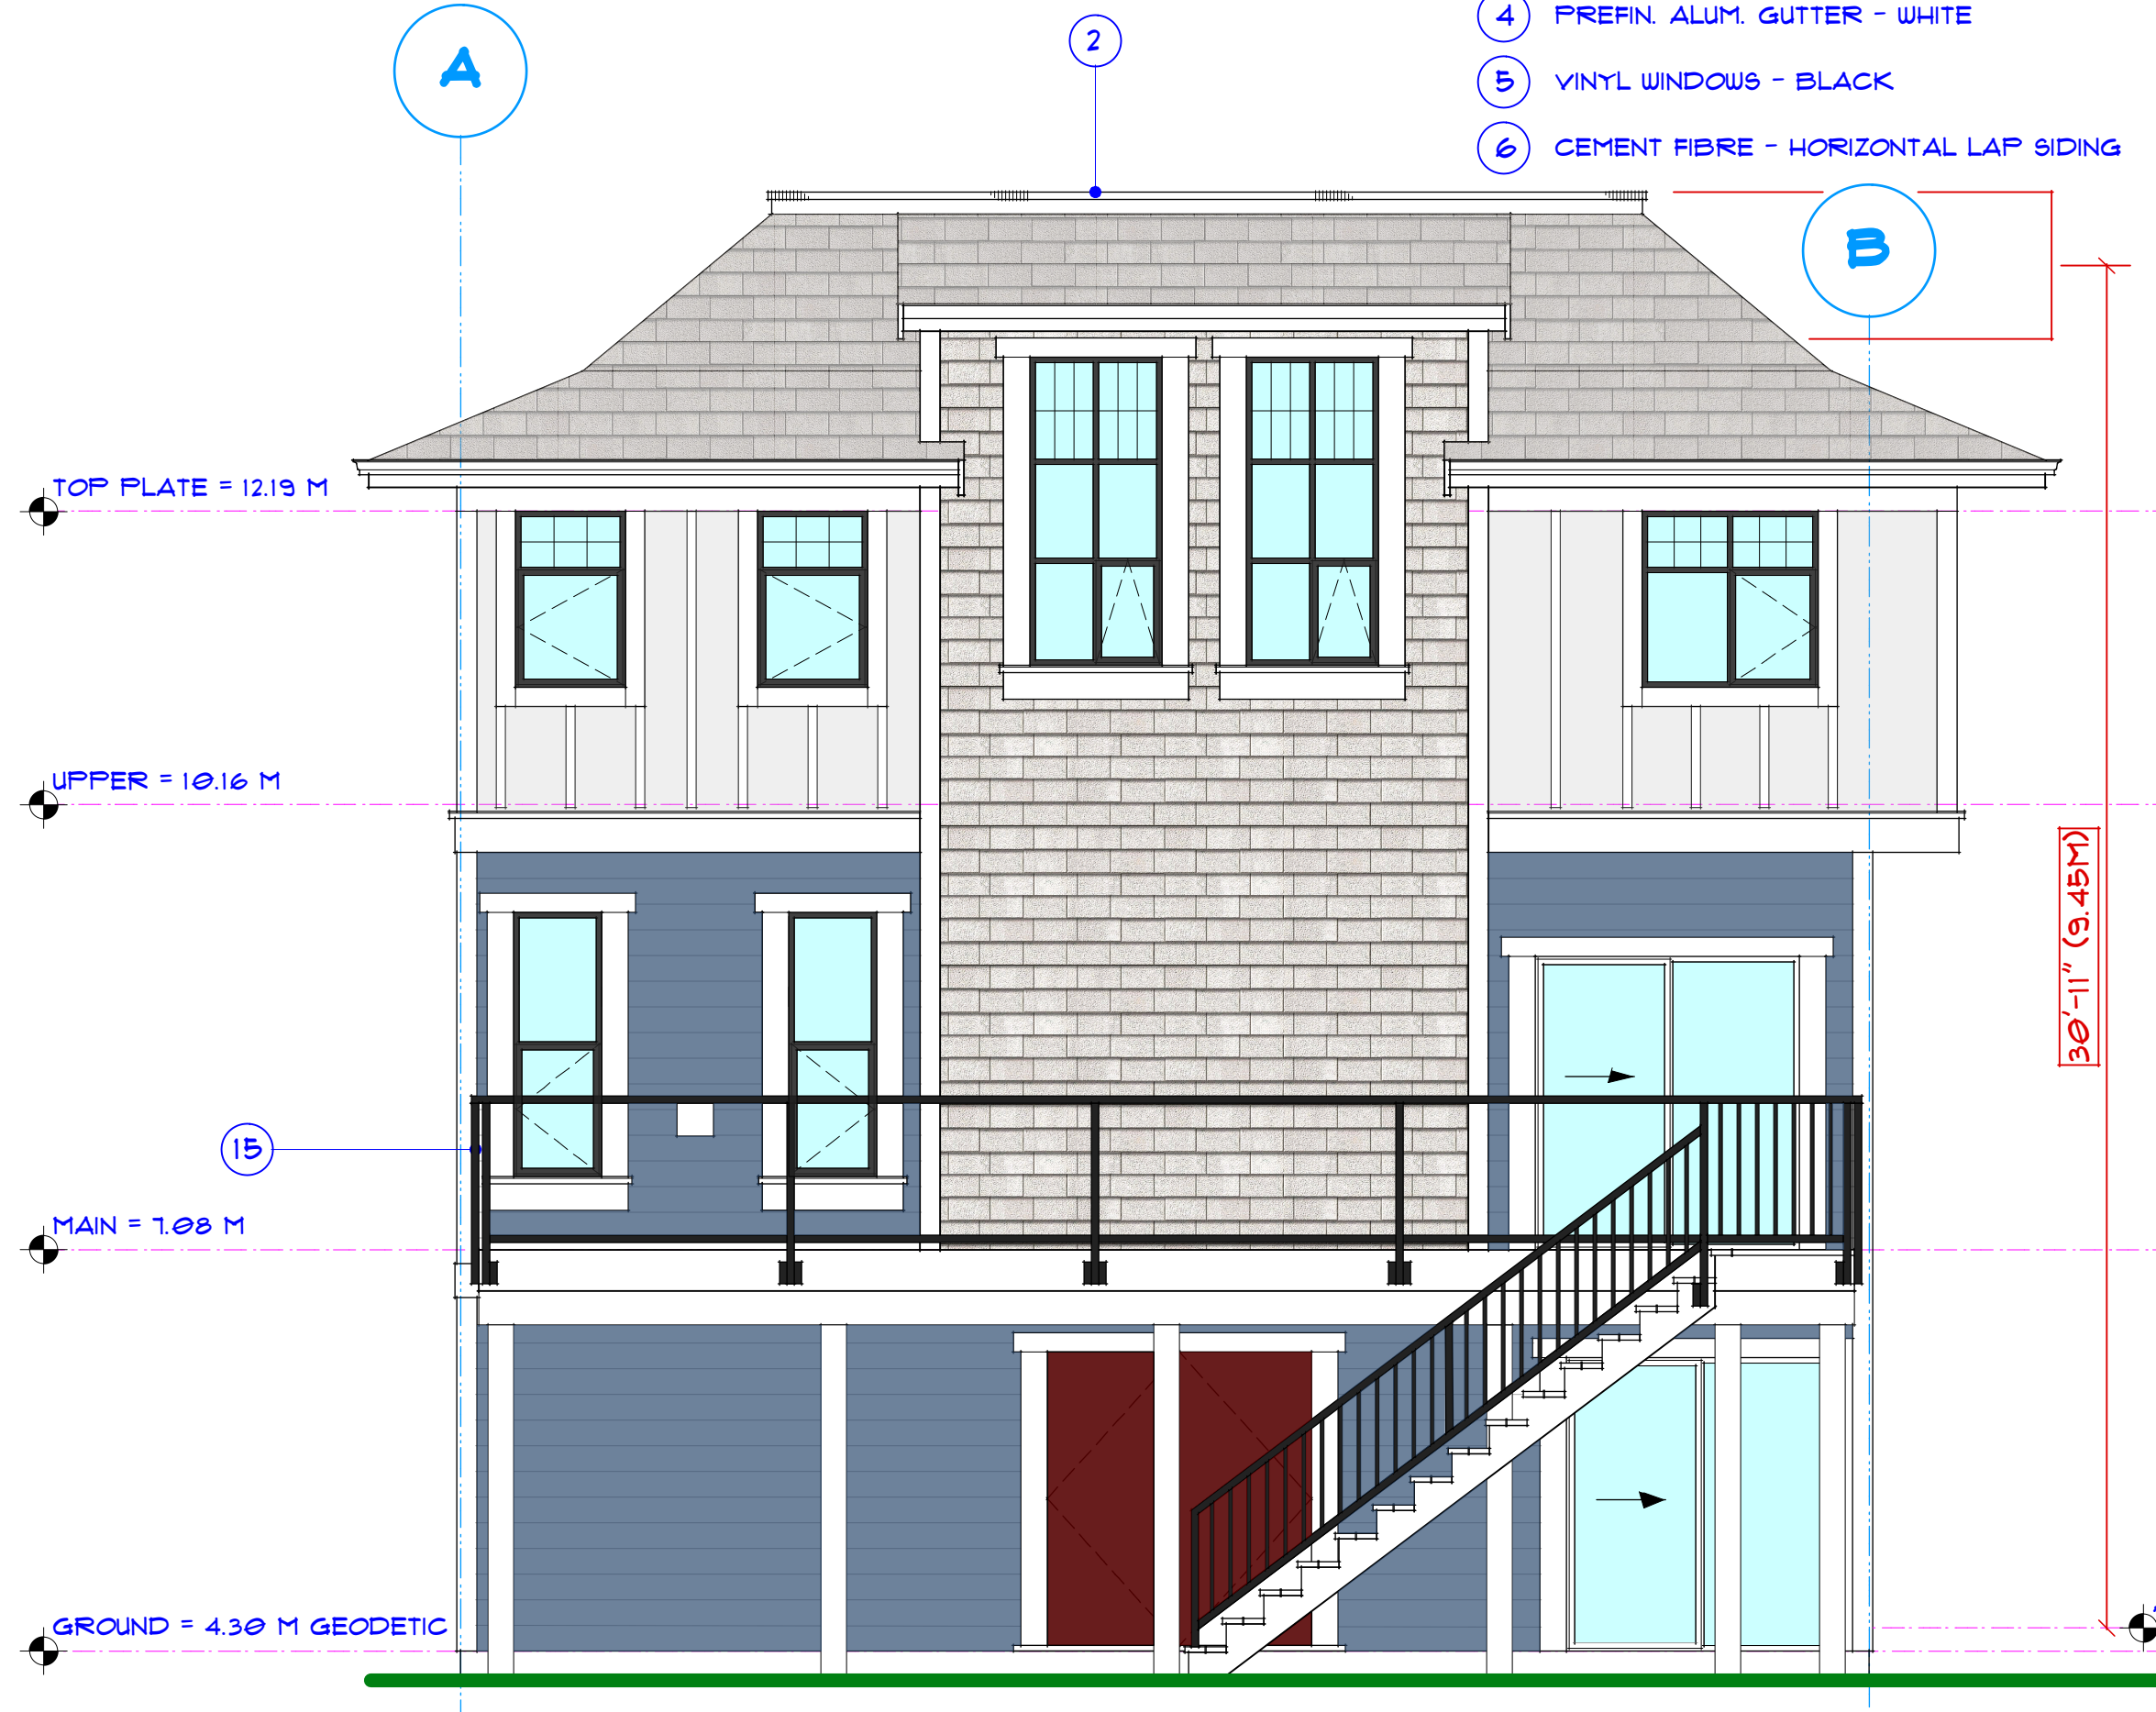 A
2
4 PREFIN. ALUM. GUTTER - WHITE
5 VINYL WINDOWS - BLACK
6 CEMENT FIBRE - HORIZONTAL LAP SIDING
B
TOP PLATE = 12.19 M
UPPER = 10.16 M
30'-11" (9.45M)
15
MAIN = 7.08 M
GROUND = 4.30 M GEODETIC